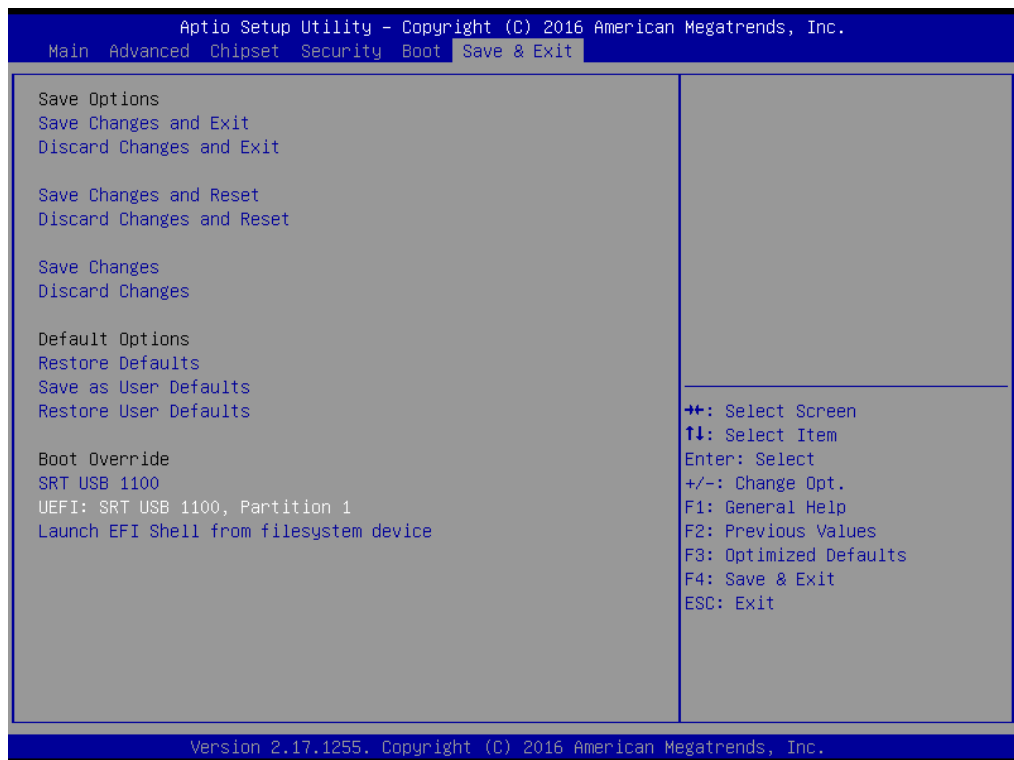 Aptio Setup Utility – Copyright (C) 2016 American Megatrends, Inc.
Main Advanced Chipset Security Boot Save & Exit
Save Options
Save Changes and Exit
Discard Changes and Exit
Save Changes and Reset
Discard Changes and Reset
Save Changes
Discard Changes
Default Options
Restore Defaults
Save as User Defaults
Restore User Defaults
Boot Override
SRT USB 1100
UEFI: SRT USB 1100, Partition 1
Launch EFI Shell from filesystem device
→←: Select Screen
↑↓: Select Item
Enter: Select
+/-: Change Opt.
F1: General Help
F2: Previous Values
F3: Optimized Defaults
F4: Save & Exit
ESC: Exit
Version 2.17.1255. Copyright (C) 2016 American Megatrends, Inc.